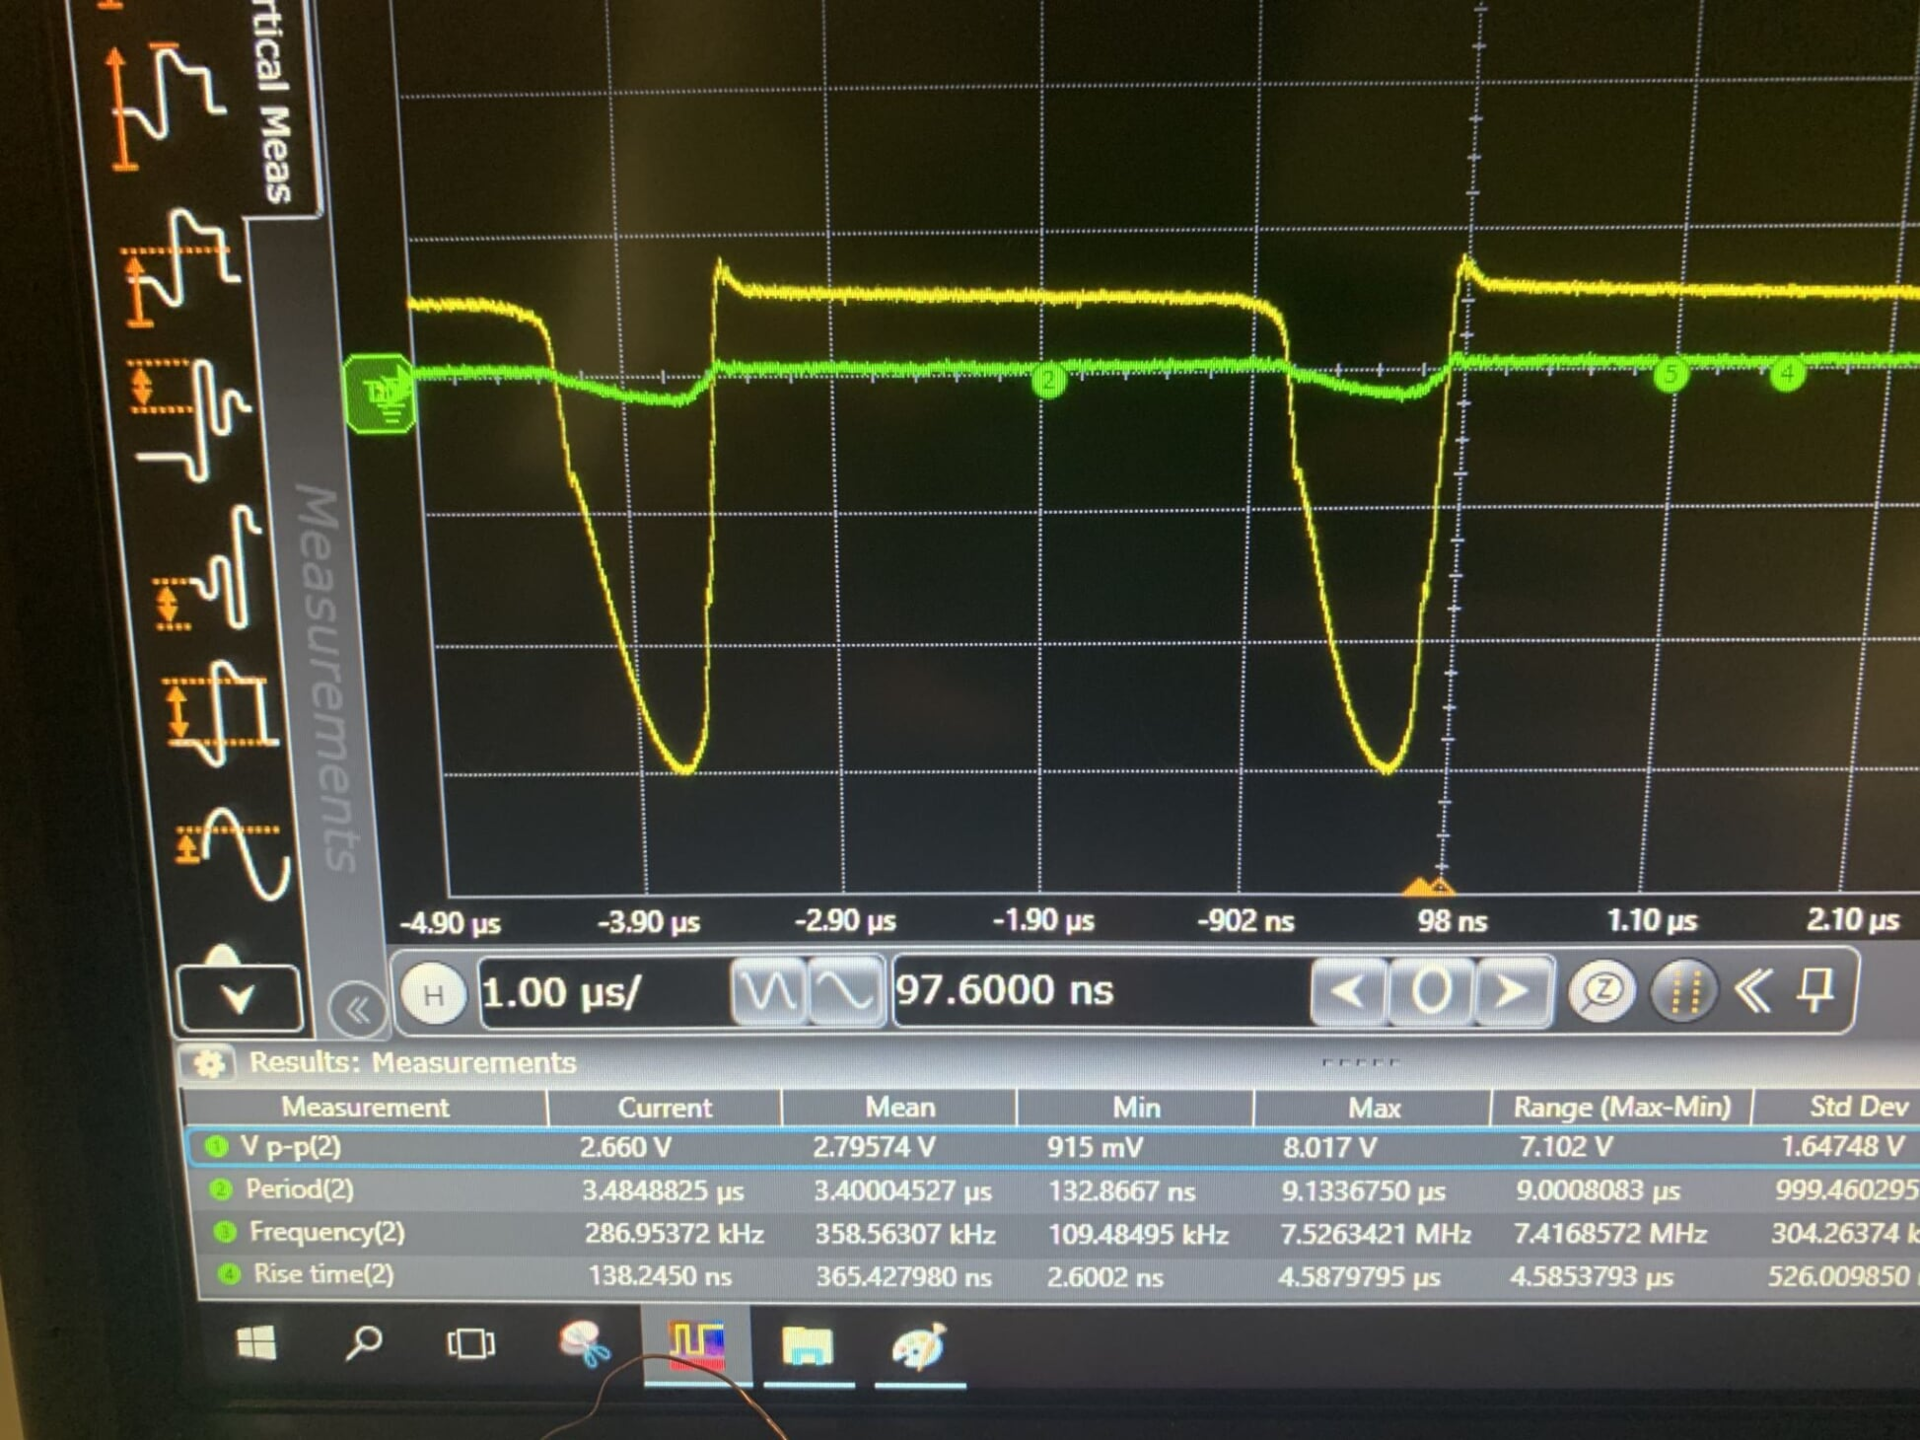 rtical Meas
Measurements
2
5
4
-4.90 µs
-3.90 µs
-2.90 µs
-1.90 µs
-902 ns
98 ns
1.10 µs
2.10 µs
H
1.00 µs/
97.6000 ns
0
Z
Results: Measurements
Measurement Current Mean Min Max Range (Max-Min) Std Dev
1 V p-p(2) 2.660 V 2.79574 V 915 mV 8.017 V 7.102 V 1.64748 V
2 Period(2) 3.4848825 µs 3.40004527 µs 132.8667 ns 9.1336750 µs 9.0008083 µs 999.460295
3 Frequency(2) 286.95372 kHz 358.56307 kHz 109.48495 kHz 7.5263421 MHz 7.4168572 MHz 304.26374 k
4 Rise time(2) 138.2450 ns 365.427980 ns 2.6002 ns 4.5879795 µs 4.5853793 µs 526.009850